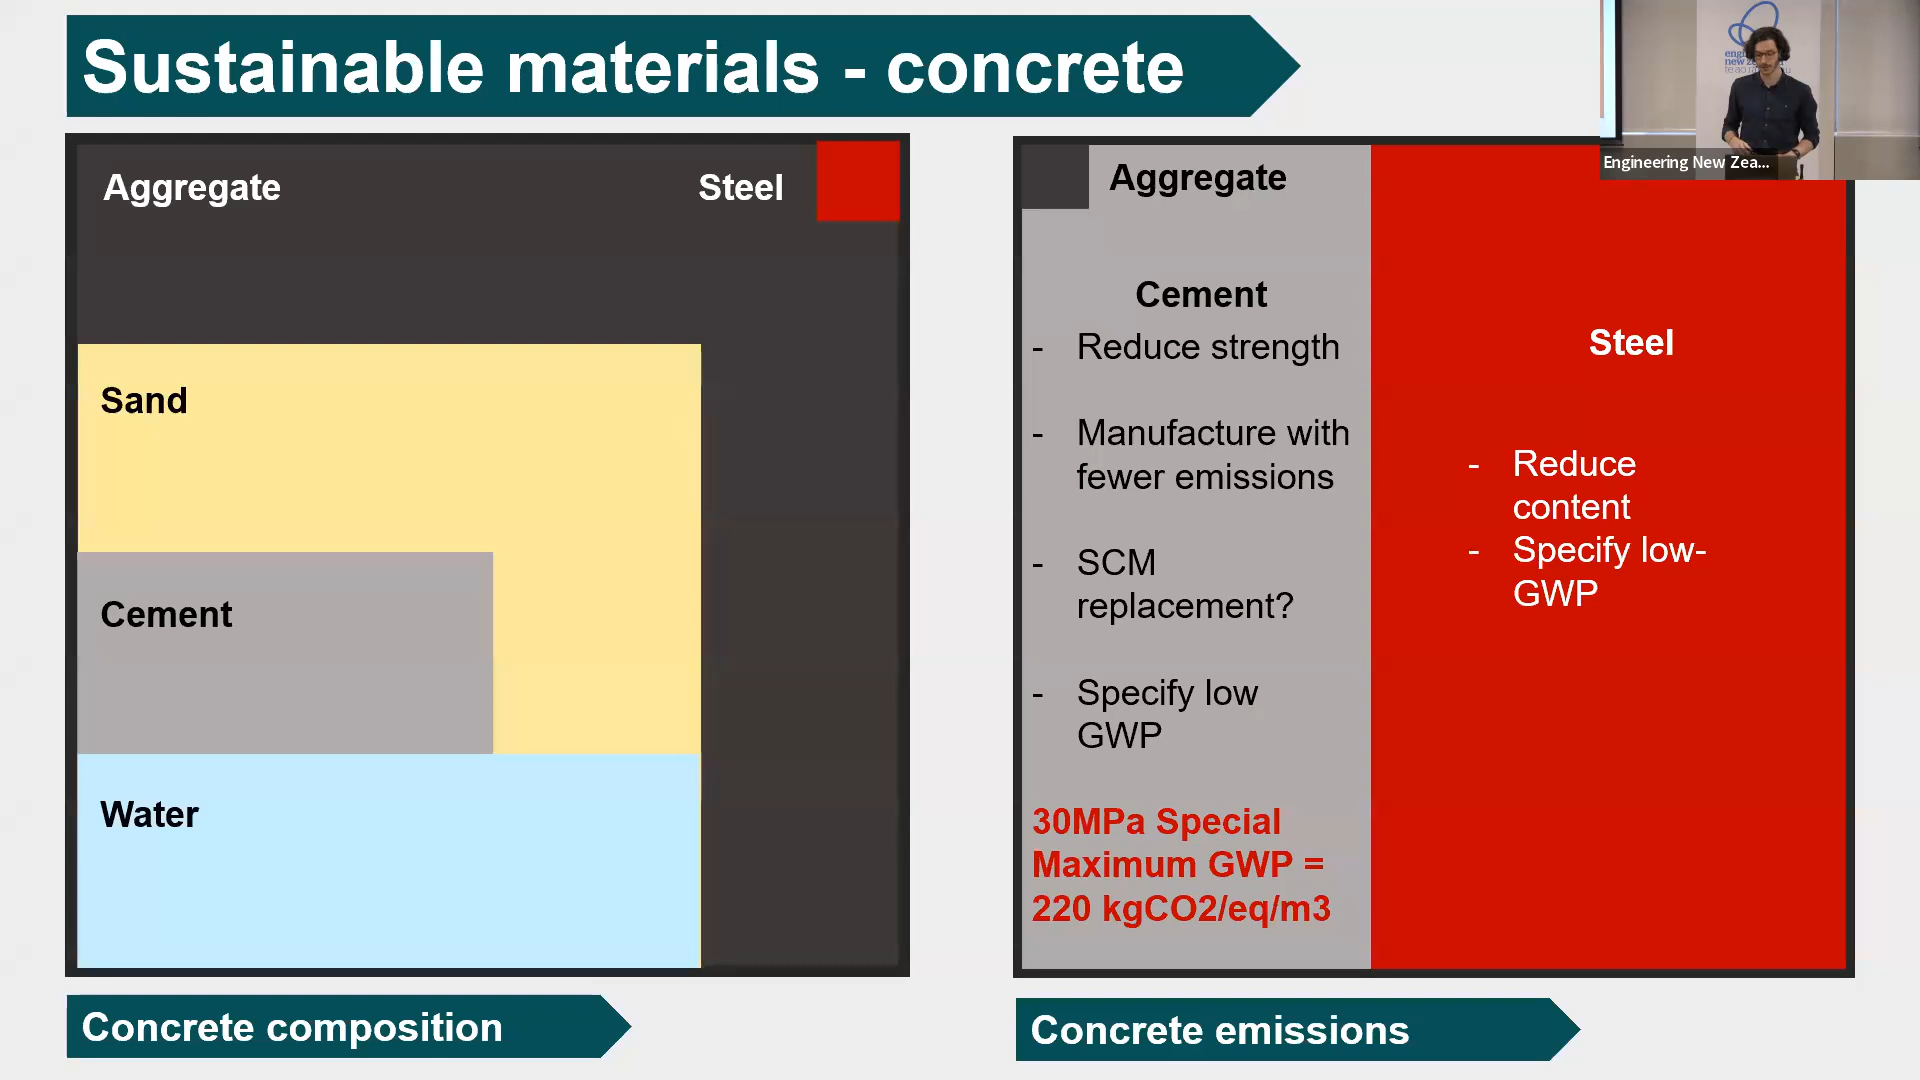 Sustainable materials - concrete
Engineering New Zea...
Aggregate
Steel
Sand
Cement
Water
Concrete composition
Aggregate
Cement
- Reduce strength
- Manufacture with
fewer emissions
- SCM
replacement?
- Specify low
GWP
30MPa Special
Maximum GWP =
220 kgCO2/eq/m3
Steel
- Reduce
content
- Specify low-
GWP
Concrete emissions